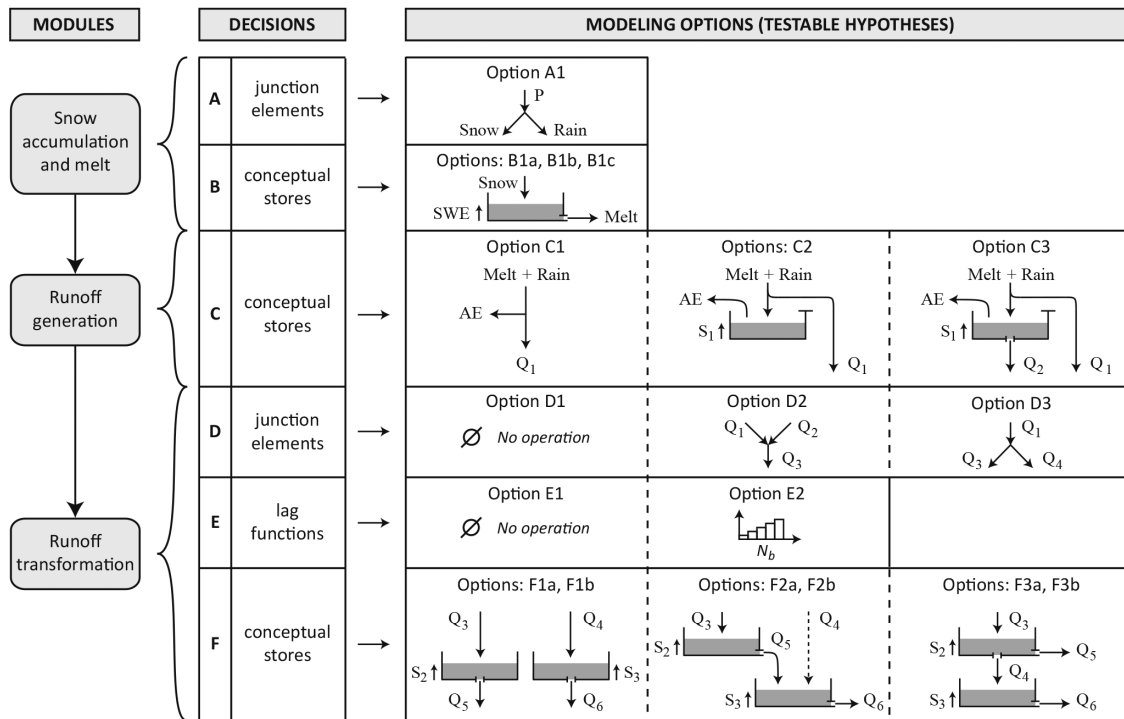 MODULES
DECISIONS
MODELING OPTIONS (TESTABLE HYPOTHESES)
Snow
accumulation
and melt
Runoff
generation
Runoff
transformation
A
junction
elements
Option A1
P
Snow
Rain
B
conceptual
stores
Options: B1a, B1b, B1c
Snow
SWE
Melt
C
conceptual
stores
Option C1
Melt + Rain
AE
Q1
Options: C2
Melt + Rain
AE
S1
Q1
Option C3
Melt + Rain
AE
S1
Q2
Q1
D
junction
elements
Option D1
No operation
Option D2
Q1
Q2
Q3
Option D3
Q1
Q3
Q4
E
lag
functions
Option E1
No operation
Option E2
Nb
F
conceptual
stores
Options: F1a, F1b
Q3
Q4
S2
S3
Q5
Q6
Options: F2a, F2b
Q3
Q4
S2
Q5
S3
Q6
Options: F3a, F3b
Q3
S2
Q5
Q4
S3
Q6